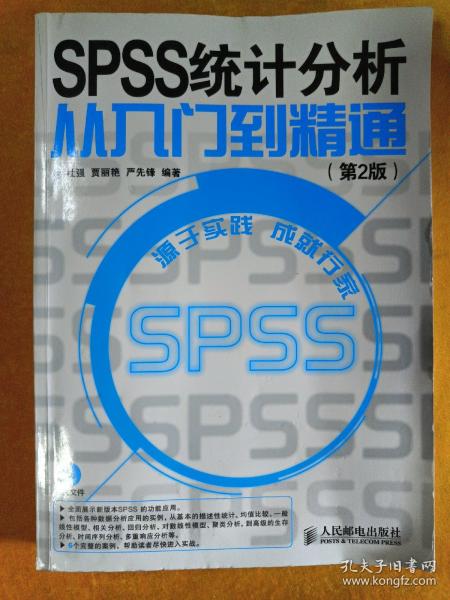 SPSS统计分析
从入门到精通
（第2版）
杜强 贾丽艳 严先锋 编著
源于实践 成就行家
SPSS
文件
▶ 全面展示新版本SPSS 的功能应用。
▶ 包括各种数据分析应用的实例，从基本的描述性统计、均值比较、一般
线性模型、相关分析、回归分析、对数线性模型、聚类分析，到高级的生存
分析、时间序列分析、多重响应分析等。
▶ 6个完整的案例，帮助读者尽快进入实战。
人民邮电出版社
POSTS & TELECOM PRESS
孔夫子旧书网
www.kongfz.com